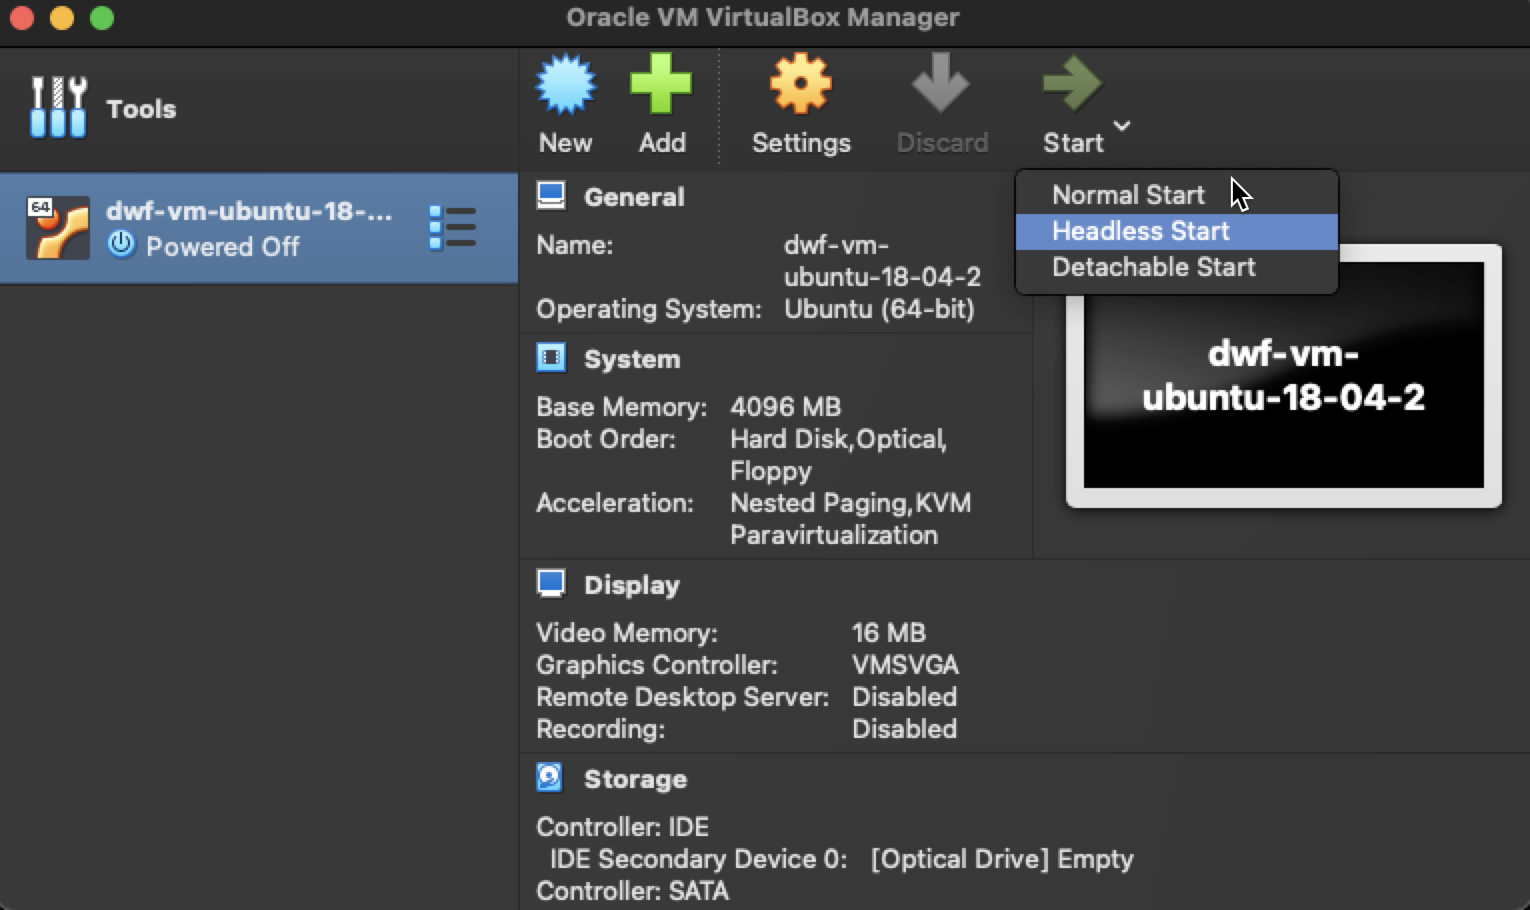 Oracle VM VirtualBox Manager
Tools
New
Add
Settings
Discard
Start
64
dwf-vm-ubuntu-18-...
Powered Off
Normal Start
Headless Start
Detachable Start
General
Name: dwf-vm-
ubuntu-18-04-2
Operating System: Ubuntu (64-bit)
dwf-vm-
ubuntu-18-04-2
System
Base Memory: 4096 MB
Boot Order: Hard Disk,Optical,
Floppy
Acceleration: Nested Paging,KVM
Paravirtualization
Display
Video Memory: 16 MB
Graphics Controller: VMSVGA
Remote Desktop Server: Disabled
Recording: Disabled
Storage
Controller: IDE
IDE Secondary Device 0: [Optical Drive] Empty
Controller: SATA